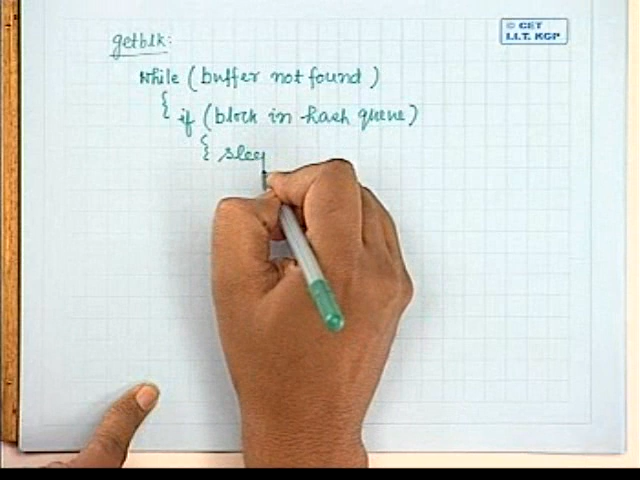 © CET
I.I.T. KGP
getblk:
while (buffer not found )
{ if (block in hash queue)
{ sleep